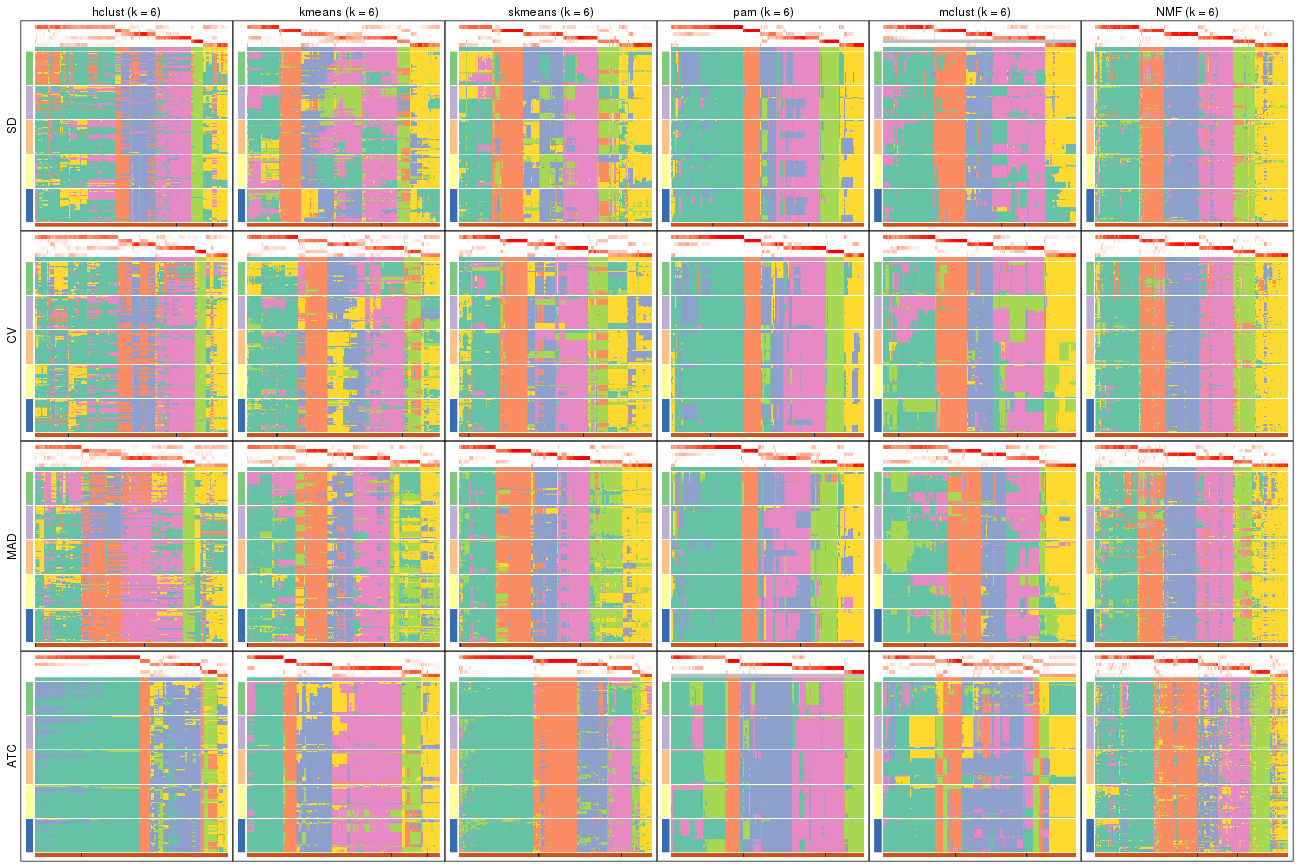 hclust (k = 6) kmeans (k = 6) skmeans (k = 6) pam (k = 6) mclust (k = 6) NMF (k = 6)
SD
CV
MAD
ATC